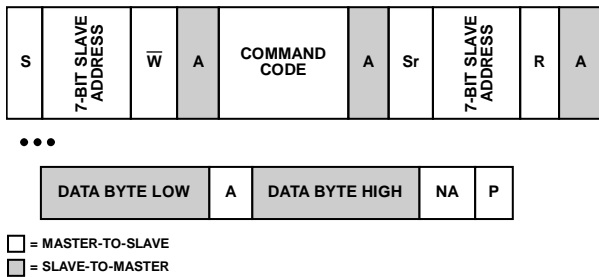 S 7-BIT SLAVE ADDRESS W̅ A COMMAND CODE A Sr 7-BIT SLAVE ADDRESS R A
•••
DATA BYTE LOW A DATA BYTE HIGH NA P
= MASTER-TO-SLAVE
= SLAVE-TO-MASTER